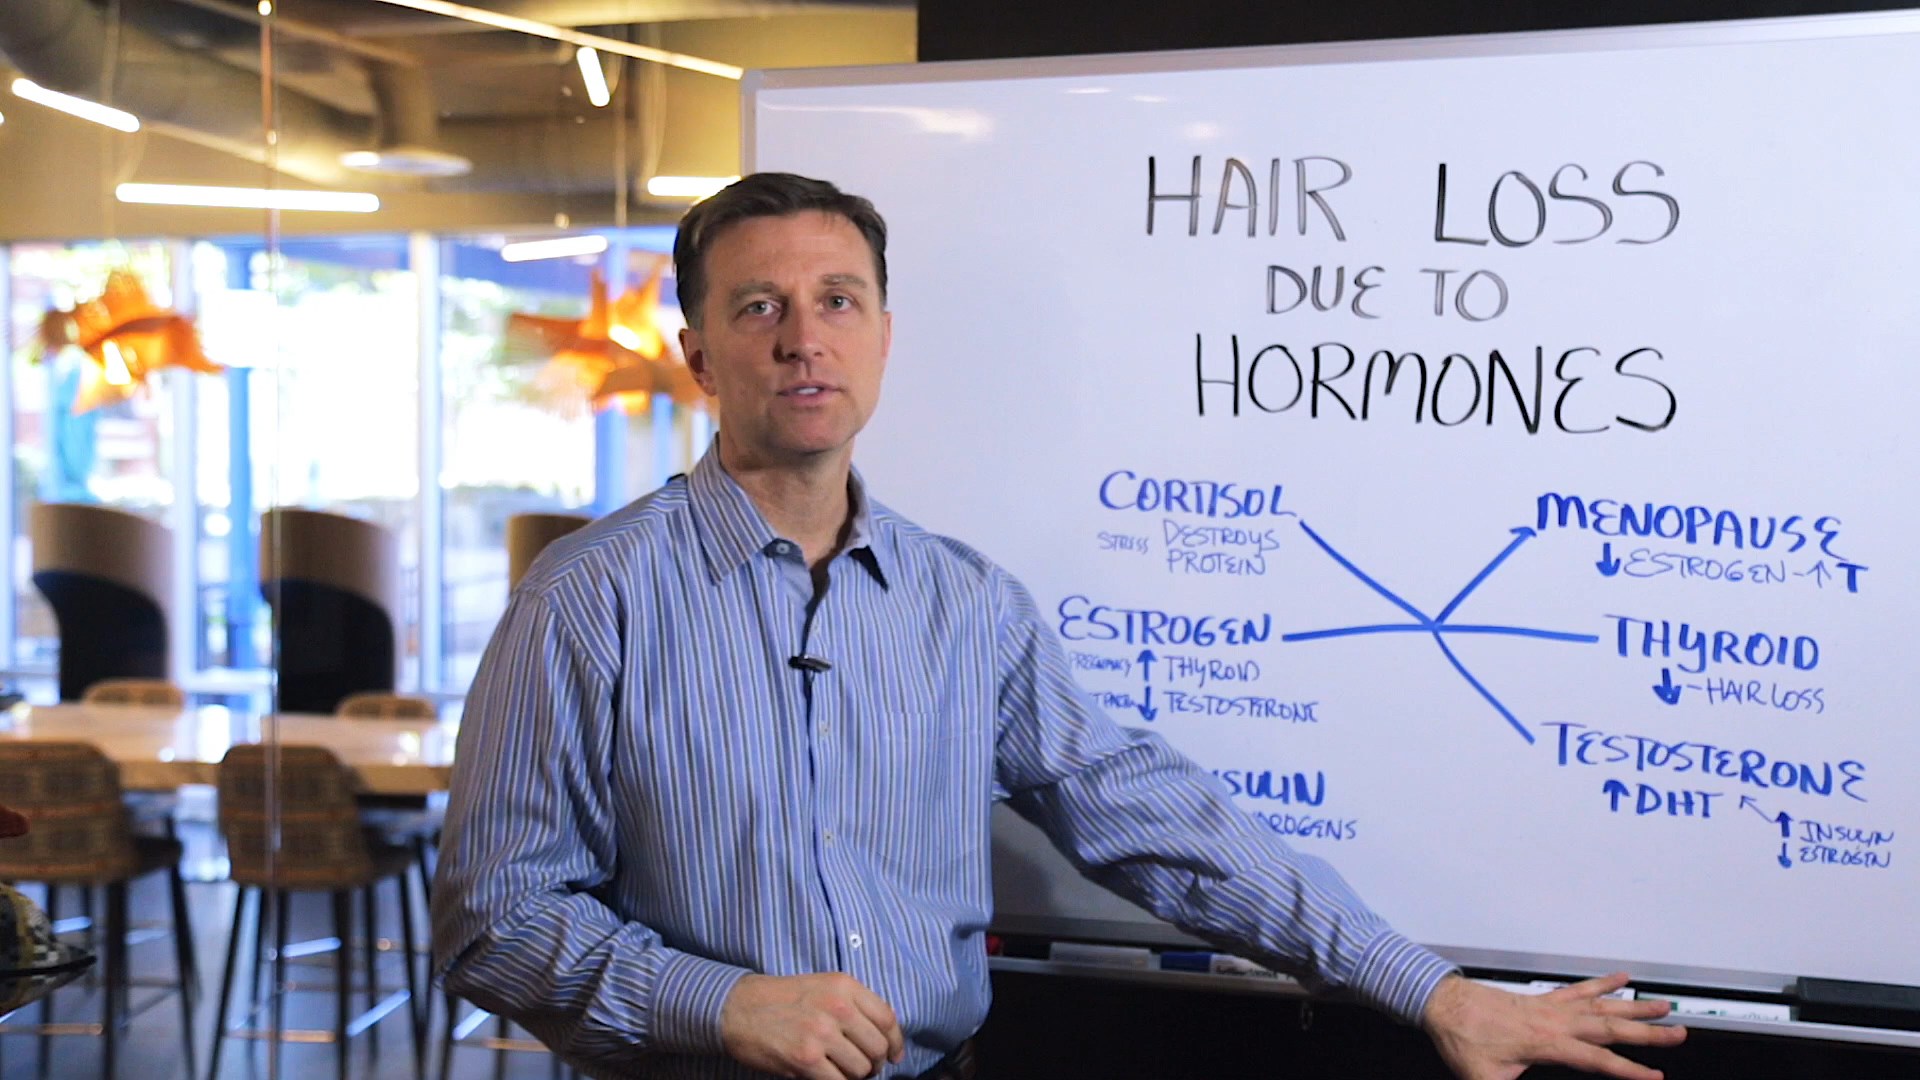 HAIR LOSS
DUE TO
HORMONES
CORTISOL
STRESS DESTROYS
PROTEIN
ESTROGEN
PREGNANCY ↑ THYROID
↓ TESTOSTERONE
SULIN
ROGENS
MENOPAUSE
↓ ESTROGEN-↑ T
THYROID
↓-HAIR LOSS
TESTOSTERONE
↑ DHT
↑ INSULIN
↓ ESTROGEN